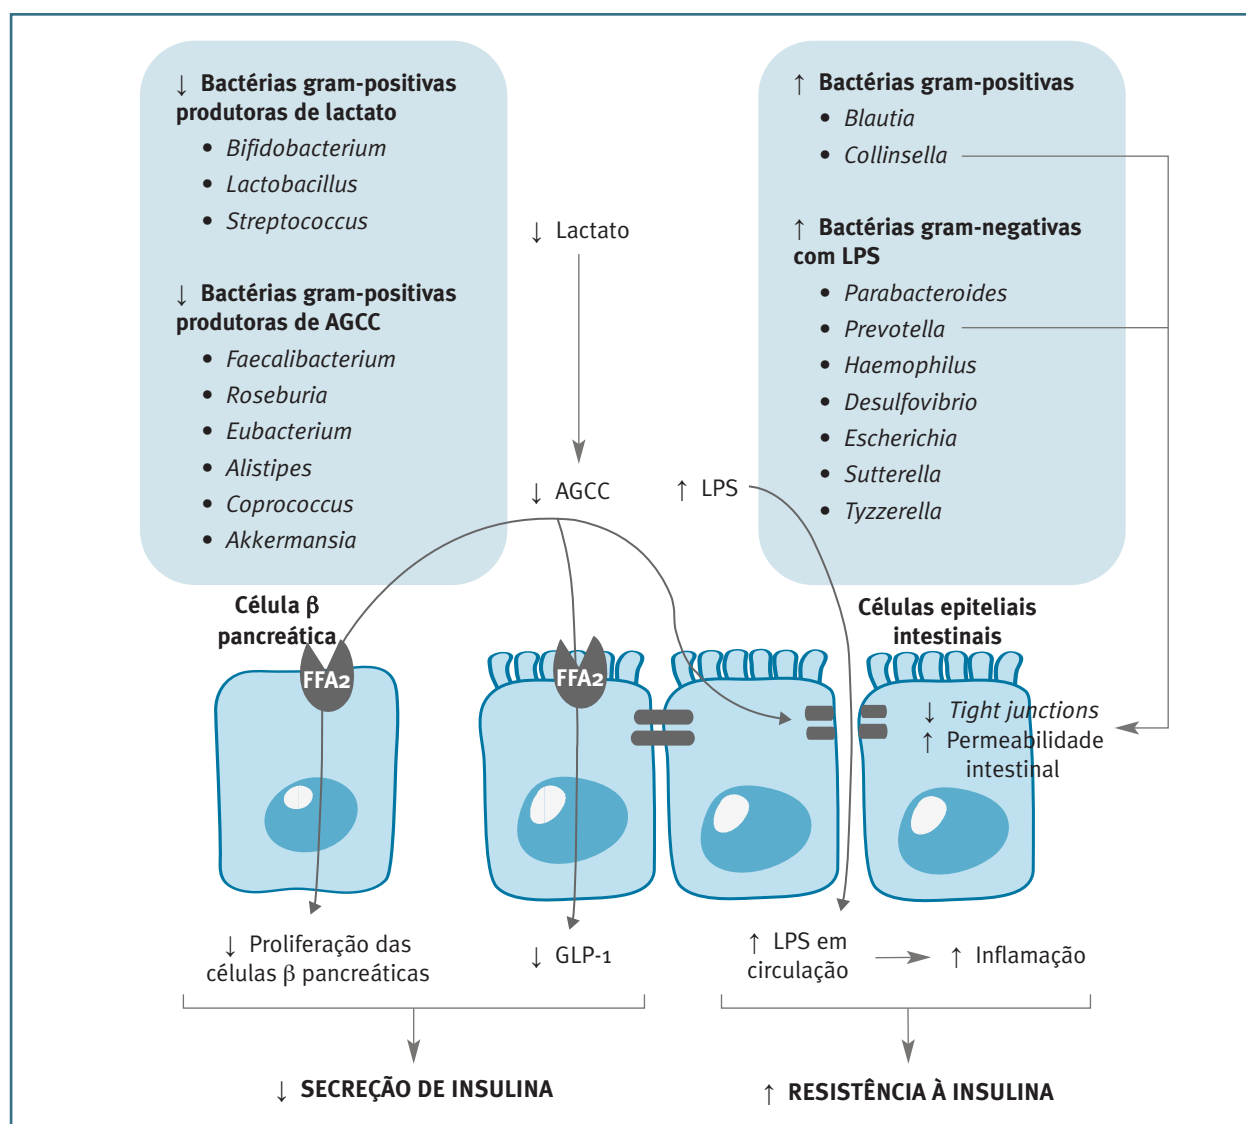 ↓ Bactérias gram-positivas
produtoras de lactato
• Bifidobacterium
• Lactobacillus
• Streptococcus
↓ Bactérias gram-positivas
produtoras de AGCC
• Faecalibacterium
• Roseburia
• Eubacterium
• Alistipes
• Coprococcus
• Akkermansia
↓ Lactato
↓ AGCC
↑ LPS
↑ Bactérias gram-positivas
• Blautia
• Collinsella
↑ Bactérias gram-negativas
com LPS
• Parabacteroides
• Prevotella
• Haemophilus
• Desulfovibrio
• Escherichia
• Sutterella
• Tyzzerella
Célula β
pancreática
FFA2
FFA2
Células epiteliais
intestinais
↓ Tight junctions
↑ Permeabilidade
intestinal
↓ Proliferação das
células β pancreáticas
↓ GLP-1
↑ LPS em
circulação
↑ Inflamação
↓ SECREÇÃO DE INSULINA
↑ RESISTÊNCIA À INSULINA